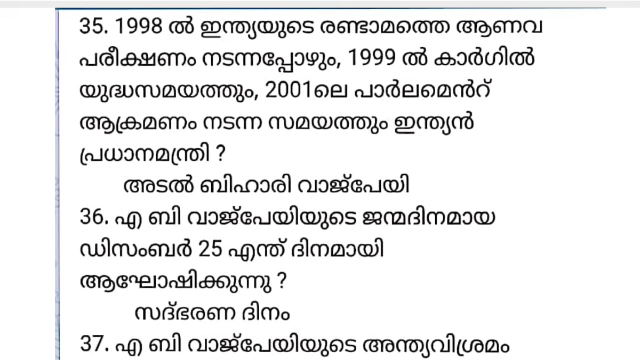 35. 1998 ൽ ഇന്ത്യയുടെ രണ്ടാമത്തെ ആണവ
പരീക്ഷണം നടന്നപ്പോഴും, 1999 ൽ കാർഗിൽ
യുദ്ധസമയത്തും, 2001ലെ പാർലമെൻറ്
ആക്രമണം നടന്ന സമയത്തും ഇന്ത്യൻ
പ്രധാനമന്ത്രി ?
അടൽ ബിഹാരി വാജ്പേയി
36. എ ബി വാജ്പേയിയുടെ ജന്മദിനമായ
ഡിസംബർ 25 എന്ത് ദിനമായി
ആഘോഷിക്കുന്നു ?
സദ്ഭരണ ദിനം
37. എ ബി വാജ്പേയിയുടെ അന്ത്യവിശ്രമം